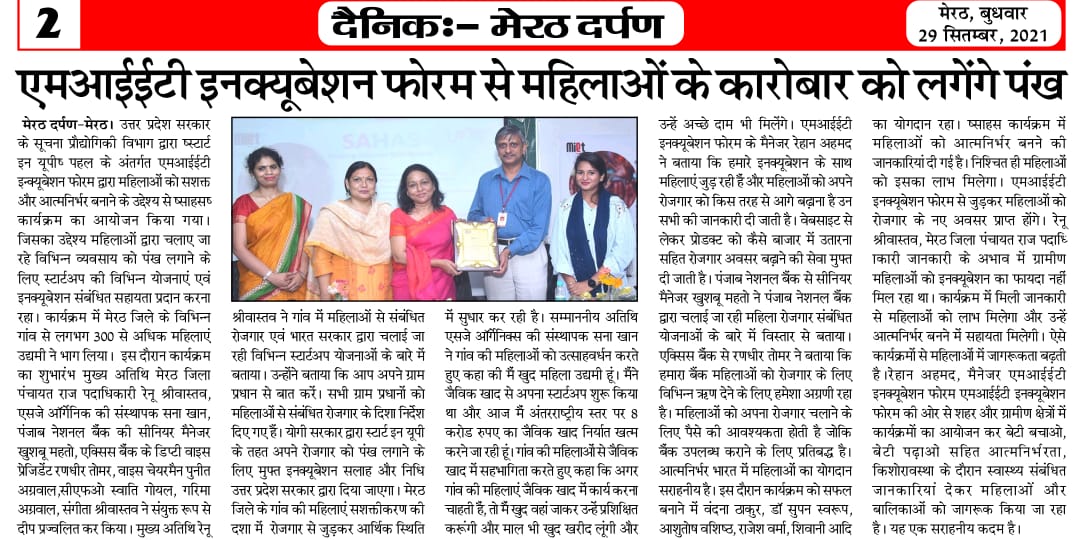 2
दैनिक:- मेरठ दर्पण
मेरठ, बुधवार
29 सितम्बर, 2021
एमआईईटी इनक्यूबेशन फोरम से महिलाओं के कारोबार को लगेंगे पंख
मेरठ दर्पण-मेरठ। उत्तर प्रदेश सरकार
के सूचना प्रौद्योगिकी विभाग द्वारा ष्स्टार्ट
इन यूपीष् पहल के अंतर्गत एमआईईटी
इन्क्यूबेशन फोरम द्वारा महिलाओं को सशक्त
और आत्मनिर्भर बनाने के उद्देश्य से ष्साहसष्
कार्यक्रम का आयोजन किया गया।
जिसका उद्देश्य महिलाओं द्वारा चलाए जा
रहे विभिन्न व्यवसाय को पंख लगाने के
लिए स्टार्टअप की विभिन्न योजनाओं एवं
इनक्यूबेशन संबंधित सहायता प्रदान करना
रहा। कार्यक्रम में मेरठ जिले के विभिन्न
गांव से लगभग 300 से अधिक महिलाएं
उद्यमी ने भाग लिया। इस दौरान कार्यक्रम
का शुभारंभ मुख्य अतिथि मेरठ जिला
पंचायत राज पदाधिकारी रेनू श्रीवास्तव,
एसजे ऑर्गेनिक की संस्थापक सना खान,
पंजाब नेशनल बैंक की सीनियर मैनेजर
खुशबू महतो, एक्सिस बैंक के डिप्टी वाइस
प्रेजिडेंट रणधीर तोमर, वाइस चेयरमैन पुनीत
अग्रवाल,सीएफओ स्वाति गोयल, गरिमा
अग्रवाल, संगीता श्रीवास्तव ने संयुक्त रूप से
दीप प्रज्वलित कर किया। मुख्य अतिथि रेनू
miet
SAHAS
miet
श्रीवास्तव ने गांव में महिलाओं से संबंधित
रोजगार एवं भारत सरकार द्वारा चलाई जा
रही विभिन्न स्टार्टअप योजनाओं के बारे में
बताया। उन्होंने बताया कि आप अपने ग्राम
प्रधान से बात करें। सभी ग्राम प्रधानों को
महिलाओं से संबंधित रोजगार के दिशा निर्देश
दिए गए हैं। योगी सरकार द्वारा स्टार्ट इन यूपी
के तहत अपने रोजगार को पंख लगाने के
लिए मुफ्त इनक्यूबेशन सलाह और निधि
उत्तर प्रदेश सरकार द्वारा दिया जाएगा। मेरठ
जिले के गांव की महिलाएं सशक्तीकरण की
दशा में रोजगार से जुड़कर आर्थिक स्थिति
में सुधार कर रही है। सम्माननीय अतिथि
एसजे ऑर्गेनिक्स की संस्थापक सना खान
ने गांव की महिलाओं को उत्साहवर्धन करते
हुए कहा की मैं खुद महिला उद्यमी हूं। मैंने
जैविक खाद से अपना स्टार्टअप शुरू किया
था और आज मैं अंतरराष्ट्रीय स्तर पर 8
करोड रुपए का जैविक खाद निर्यात खत्म
करने जा रही हूं। गांव की महिलाओं से जैविक
खाद में सहभागिता करते हुए कहा कि अगर
गांव की महिलाएं जैविक खाद में कार्य करना
चाहती है, तो मैं खुद वहां जाकर उन्हें प्रशिक्षित
करूंगी और माल भी खुद खरीद लूंगी और
उन्हें अच्छे दाम भी मिलेंगे। एमआईईटी
इनक्यूबेशन फोरम के मैनेजर रेहान अहमद
ने बताया कि हमारे इनक्यूबेशन के साथ
महिलाएं जुड़ रही हैं और महिलाओं को अपने
रोजगार को किस तरह से आगे बढ़ाना है उन
सभी की जानकारी दी जाती है। वेबसाइट से
लेकर प्रोडक्ट को कैसे बाजार में उतारना
सहित रोजगार अवसर बढ़ाने की सेवा मुफ्त
दी जाती है। पंजाब नेशनल बैंक से सीनियर
मैनेजर खुशबू महतो ने पंजाब नेशनल बैंक
द्वारा चलाई जा रही महिला रोजगार संबंधित
योजनाओं के बारे में विस्तार से बताया।
एक्सिस बैंक से रणधीर तोमर ने बताया कि
हमारा बैंक महिलाओं को रोजगार के लिए
विभिन्न ऋण देने के लिए हमेशा अग्रणी रहा
है। महिलाओं को अपना रोजगार चलाने के
लिए पैसे की आवश्यकता होती है जोकि
बैंक उपलब्ध कराने के लिए प्रतिबद्ध है।
आत्मनिर्भर भारत में महिलाओं का योगदान
सराहनीय है। इस दौरान कार्यक्रम को सफल
बनाने में वंदना ठाकुर, डॉ सुपन स्वरूप,
आशुतोष वशिष्ठ, राजेश वर्मा, शिवानी आदि
का योगदान रहा। ष्साहस कार्यक्रम में
महिलाओं को आत्मनिर्भर बनने की
जानकारियां दी गई है। निश्चित ही महिलाओं
को इसका लाभ मिलेगा। एमआईईटी
इनक्यूबेशन फोरम से जुड़कर महिलाओं को
रोजगार के नए अवसर प्राप्त होंगे। रेनू
श्रीवास्तव, मेरठ जिला पंचायत राज पदाधि
ाकारी जानकारी के अभाव में ग्रामीण
महिलाओं को इनक्यूबेशन का फायदा नहीं
मिल रहा था। कार्यक्रम में मिली जानकारी
से महिलाओं को लाभ मिलेगा और उन्हें
आत्मनिर्भर बनने में सहायता मिलेगी। ऐसे
कार्यक्रमों से महिलाओं में जागरूकता बढ़ती
है।रेहान अहमद, मैनेजर एमआईईटी
इनक्यूबेशन फोरम एमआईईटी इनक्यूबेशन
फोरम की ओर से शहर और ग्रामीण क्षेत्रों में
कार्यक्रमों का आयोजन कर बेटी बचाओ,
बेटी पढ़ाओ सहित आत्मनिर्भरता,
किशोरावस्था के दौरान स्वास्थ्य संबंधित
जानकारियां देकर महिलाओं और
बालिकाओं को जागरूक किया जा रहा
है। यह एक सराहनीय कदम है।